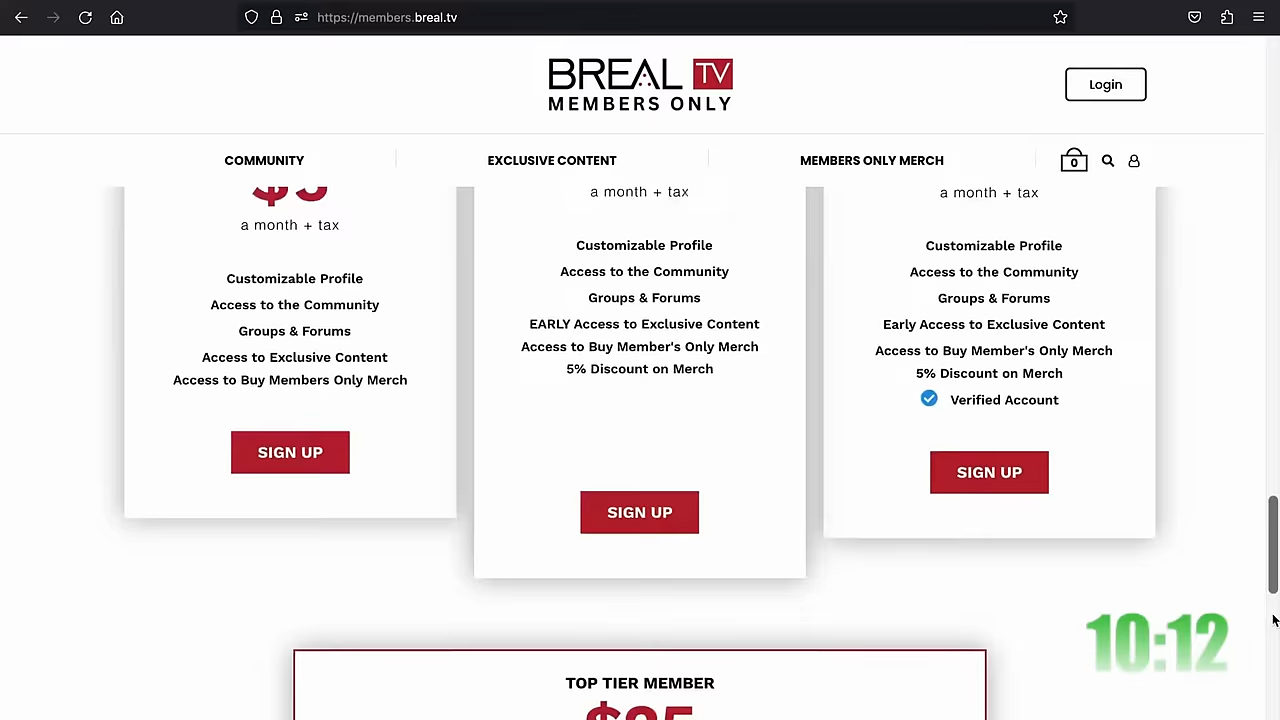 https://members.breal.tv
BREAL TV
MEMBERS ONLY
Login
COMMUNITY
EXCLUSIVE CONTENT
MEMBERS ONLY MERCH
0
a month + tax
Customizable Profile
Access to the Community
Groups & Forums
Access to Exclusive Content
Access to Buy Members Only Merch
SIGN UP
a month + tax
Customizable Profile
Access to the Community
Groups & Forums
EARLY Access to Exclusive Content
Access to Buy Member's Only Merch
5% Discount on Merch
SIGN UP
a month + tax
Customizable Profile
Access to the Community
Groups & Forums
Early Access to Exclusive Content
Access to Buy Member's Only Merch
5% Discount on Merch
Verified Account
SIGN UP
10:12
TOP TIER MEMBER